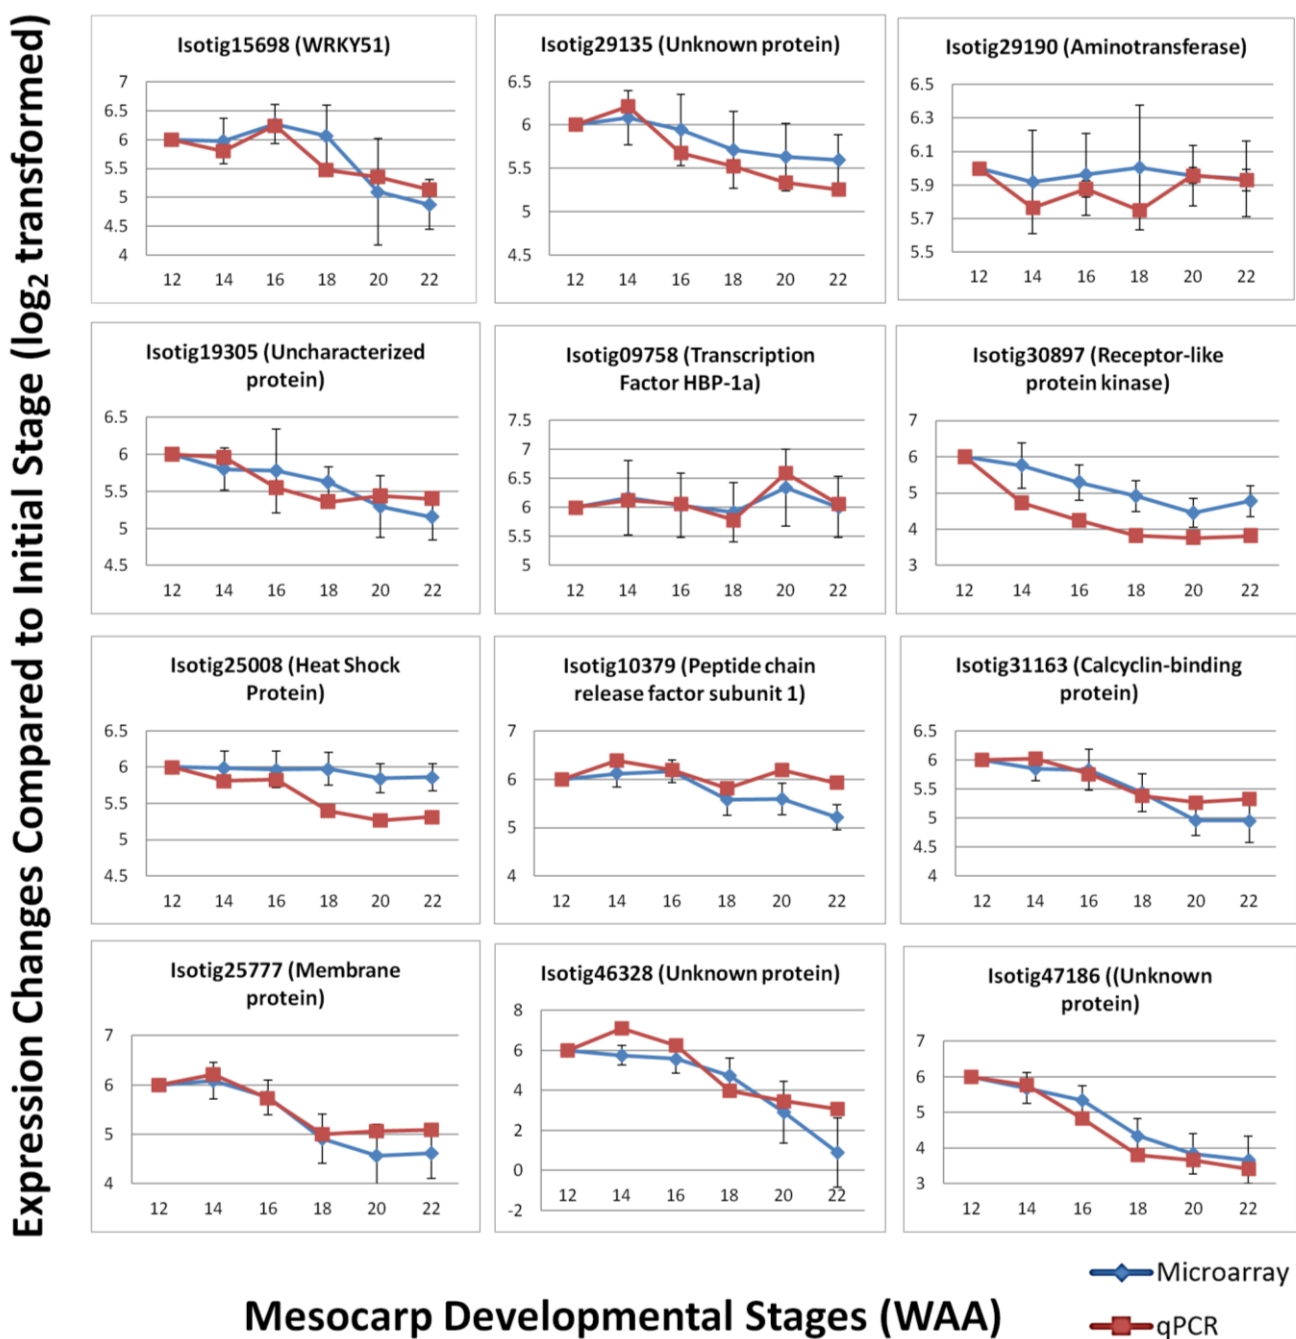 Expression Changes Compared to Initial Stage (log2 transformed)
Isotig15698 (WRKY51)
7
6.5
6
5.5
5
4.5
4
12 14 16 18 20 22
Isotig29135 (Unknown protein)
6.5
6
5.5
5
4.5
12 14 16 18 20 22
Isotig29190 (Aminotransferase)
6.5
6.3
6.1
5.9
5.7
5.5
12 14 16 18 20 22
Isotig19305 (Uncharacterized
protein)
6.5
6
5.5
5
4.5
12 14 16 18 20 22
Isotig09758 (Transcription
Factor HBP-1a)
7.5
7
6.5
6
5.5
5
12 14 16 18 20 22
Isotig30897 (Receptor-like
protein kinase)
7
6
5
4
3
12 14 16 18 20 22
Isotig25008 (Heat Shock
Protein)
6.5
6
5.5
5
4.5
12 14 16 18 20 22
Isotig10379 (Peptide chain
release factor subunit 1)
7
6
5
4
12 14 16 18 20 22
Isotig31163 (Calcyclin-binding
protein)
6.5
6
5.5
5
4.5
4
12 14 16 18 20 22
Isotig25777 (Membrane
protein)
7
6
5
4
12 14 16 18 20 22
Isotig46328 (Unknown protein)
8
6
4
2
0
-2
12 14 16 18 20 22
Isotig47186 ((Unknown
protein)
7
6
5
4
3
12 14 16 18 20 22
Microarray
qPCR
Mesocarp Developmental Stages (WAA)